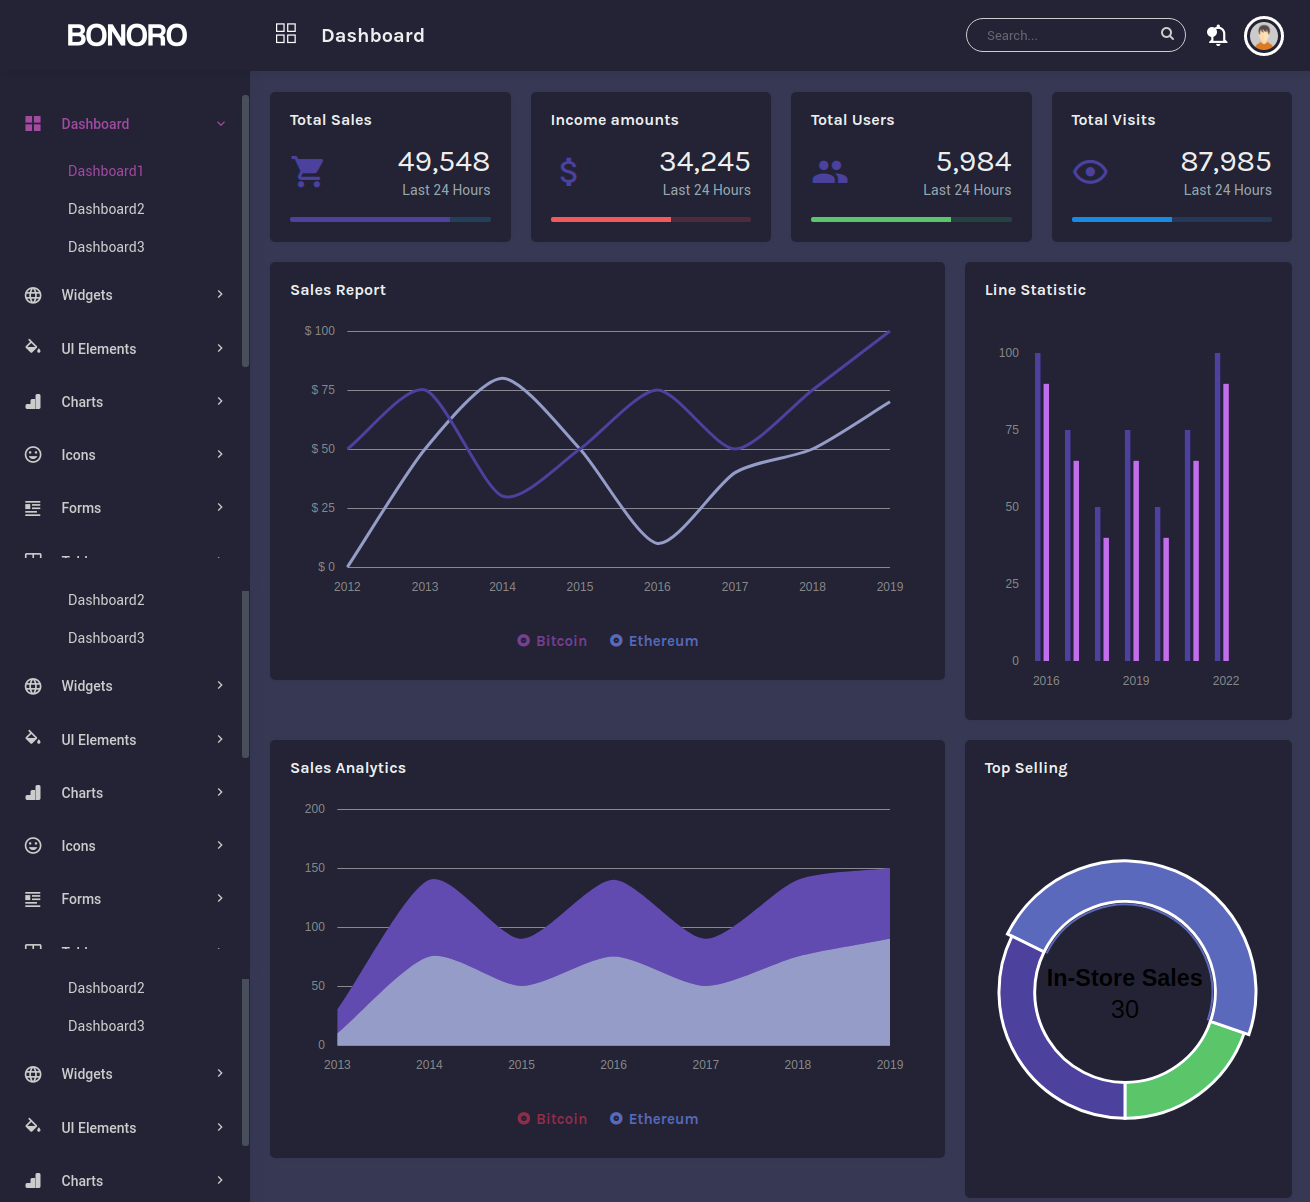 BONORO
Dashboard
Search...
Dashboard
Dashboard1
Dashboard2
Dashboard3
Widgets
UI Elements
Charts
Icons
Forms
Dashboard2
Dashboard3
Widgets
UI Elements
Charts
Icons
Forms
Dashboard2
Dashboard3
Widgets
UI Elements
Charts
Total Sales
49,548
Last 24 Hours
Income amounts
34,245
Last 24 Hours
Total Users
5,984
Last 24 Hours
Total Visits
87,985
Last 24 Hours
Sales Report
$ 100
$ 75
$ 50
$ 25
$ 0
2012 2013 2014 2015 2016 2017 2018 2019
Bitcoin Ethereum
Line Statistic
100
75
50
25
0
2016 2019 2022
Sales Analytics
200
150
100
50
0
2013 2014 2015 2016 2017 2018 2019
Bitcoin Ethereum
Top Selling
In-Store Sales
30